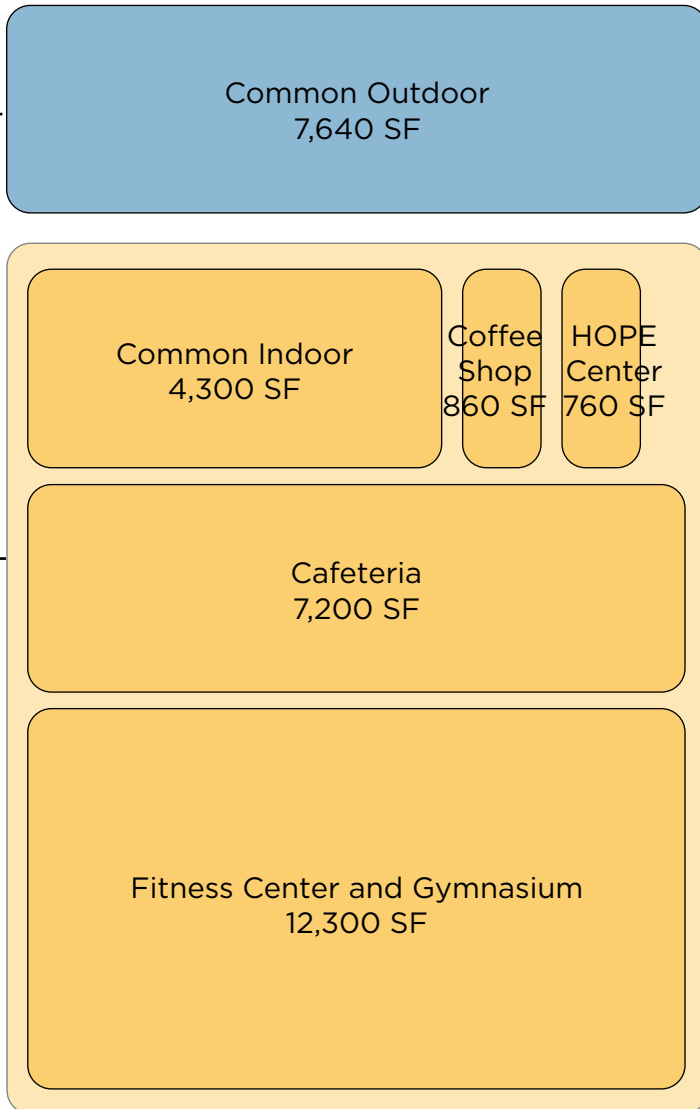 Common Outdoor
7,640 SF
Common Indoor
4,300 SF
Coffee
Shop
860 SF
HOPE
Center
760 SF
Cafeteria
7,200 SF
Fitness Center and Gymnasium
12,300 SF